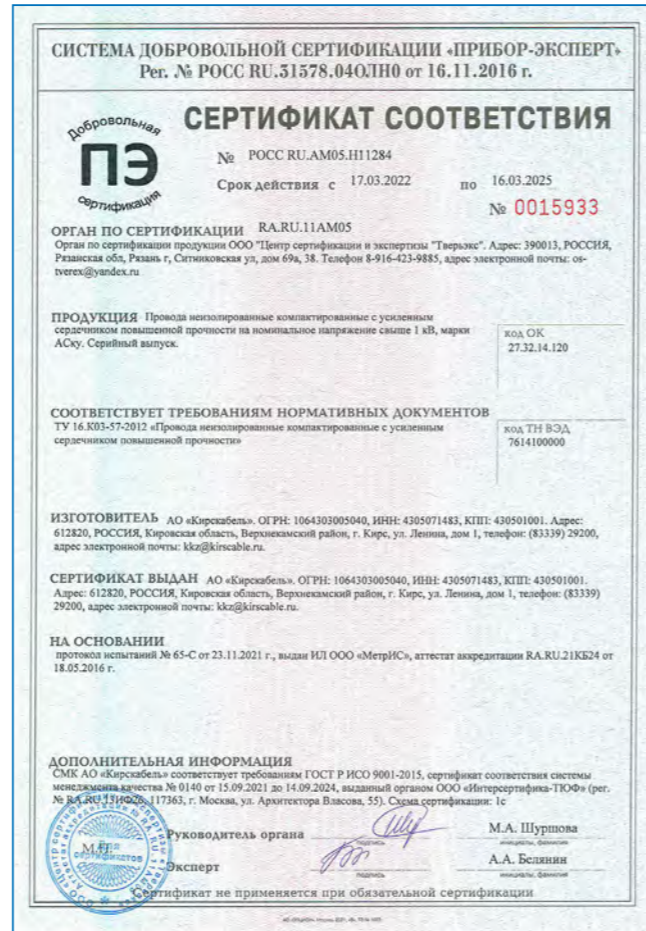 СИСТЕМА ДОБРОВОЛЬНОЙ СЕРТИФИКАЦИИ «ПРИБОР-ЭКСПЕРТ»
Рег. № РОСС RU.31578.04ОЛН0 от 16.11.2016 г.
Добровольная
ПЭ
сертификация
СЕРТИФИКАТ СООТВЕТСТВИЯ
№ РОСС RU.АМ05.Н11284
Срок действия с 17.03.2022 по 16.03.2025
№ 0015933
ОРГАН ПО СЕРТИФИКАЦИИ RA.RU.11АМ05
Орган по сертификации продукции ООО "Центр сертификации и экспертизы "Тверьэкс". Адрес: 390013, РОССИЯ,
Рязанская обл, Рязань г, Ситниковская ул, дом 69а, 38. Телефон 8-916-423-9885, адрес электронной почты: os-
tverex@yandex.ru
ПРОДУКЦИЯ Провода неизолированные компактированные с усиленным
сердечником повышенной прочности на номинальное напряжение свыше 1 кВ, марки
АСку. Серийный выпуск.
код ОК
27.32.14.120
СООТВЕТСТВУЕТ ТРЕБОВАНИЯМ НОРМАТИВНЫХ ДОКУМЕНТОВ
ТУ 16.К03-57-2012 «Провода неизолированные компактированные с усиленным
сердечником повышенной прочности»
код ТН ВЭД
7614100000
ИЗГОТОВИТЕЛЬ АО «Кирскабель». ОГРН: 1064303005040, ИНН: 4305071483, КПП: 430501001. Адрес:
612820, РОССИЯ, Кировская область, Верхнекамский район, г. Кирс, ул. Ленина, дом 1, телефон: (83339) 29200,
адрес электронной почты: kkz@kirscable.ru.
СЕРТИФИКАТ ВЫДАН АО «Кирскабель». ОГРН: 1064303005040, ИНН: 4305071483, КПП: 430501001.
Адрес: 612820, РОССИЯ, Кировская область, Верхнекамский район, г. Кирс, ул. Ленина, дом 1, телефон: (83339)
29200, адрес электронной почты: kkz@kirscable.ru.
НА ОСНОВАНИИ
протокол испытаний № 65-С от 23.11.2021 г., выдан ИЛ ООО «МетрИС», аттестат аккредитации RA.RU.21КБ24 от
18.05.2016 г.
ДОПОЛНИТЕЛЬНАЯ ИНФОРМАЦИЯ
СМК АО «Кирскабель» соответствует требованиям ГОСТ Р ИСО 9001-2015, сертификат соответствия системы
менеджмента качества № 0140 от 15.09.2021 до 14.09.2024, выданный органом ООО «Интерсертифика-ТЮФ» (рег.
№ RA.RU.13ИФ26, 117363, г. Москва, ул. Архитектора Власова, 55). Схема сертификации: 1с
Руководитель органа
подпись
М.А. Шуршова
инициалы, фамилия
М.П.
Для
сертификатов
Эксперт
подпись
А.А. Белянин
инициалы, фамилия
Сертификат не применяется при обязательной сертификации